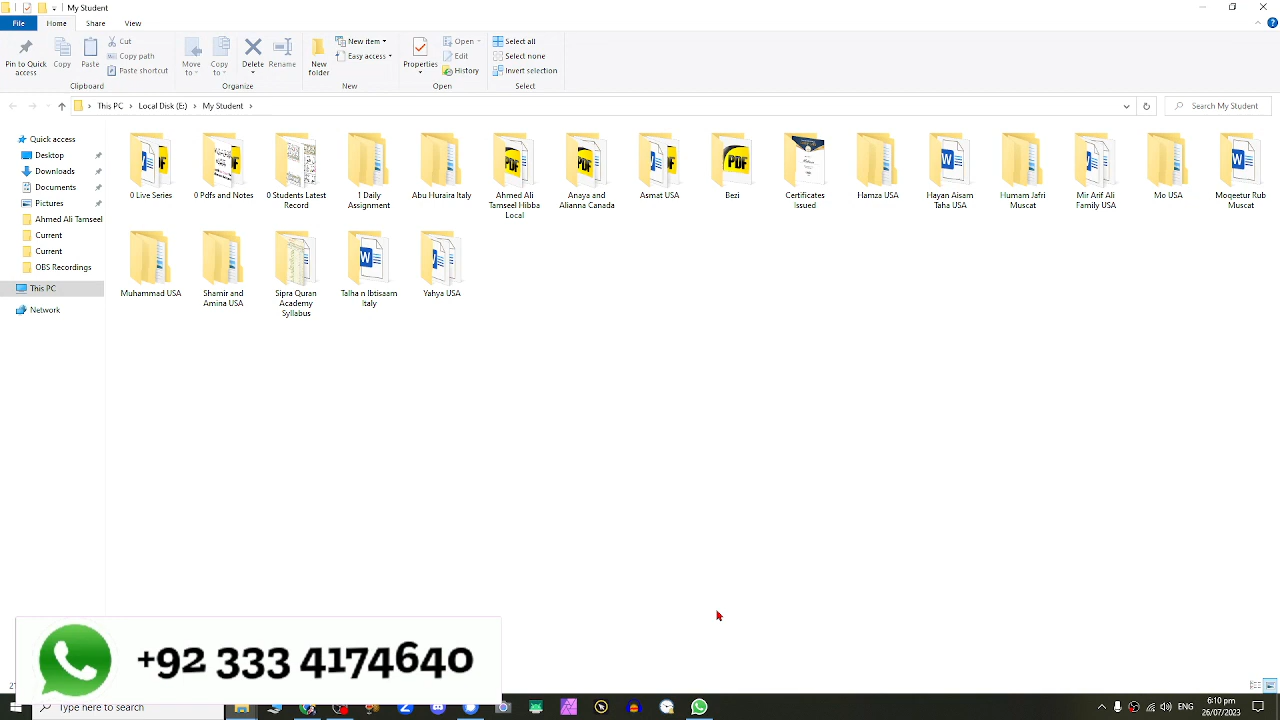 My Student
File Home Share View
Pin to Quick access
Copy
Paste
Cut
Copy path
Paste shortcut
Clipboard
Move to
Copy to
Delete
Rename
Organize
New folder
New item
Easy access
New
Properties
Open
Edit
History
Open
Select all
Select none
Invert selection
Select
This PC > Local Disk (E:) > My Student >
Search My Student
Quick access
Desktop
Downloads
Documents
Pictures
Ahmed Ali Tamseel
Current
Current
OBS Recordings
This PC
Network
0 Live Series
0 Pdfs and Notes
0 Students Latest Record
1 Daily Assignment
Abu Huraira Italy
Ahmed Ali Tamseel Hibba Local
Anaya and Alianna Canada
Asmat USA
Bezi
Certificates Issued
Hamza USA
Hayan Aisam Taha USA
Humam Jafri Muscat
Mir Arif Ali Family USA
Mo USA
Moqeetur Rub Muscat
Muhammad USA
Shamir and Amina USA
Sipra Quran Academy Syllabus
Talha n Ibtisaam Italy
Yahya USA
PDF
PDF
PDF
+92 333 4174640
Type here to search
ENG
6:10 pm
06/07/2023